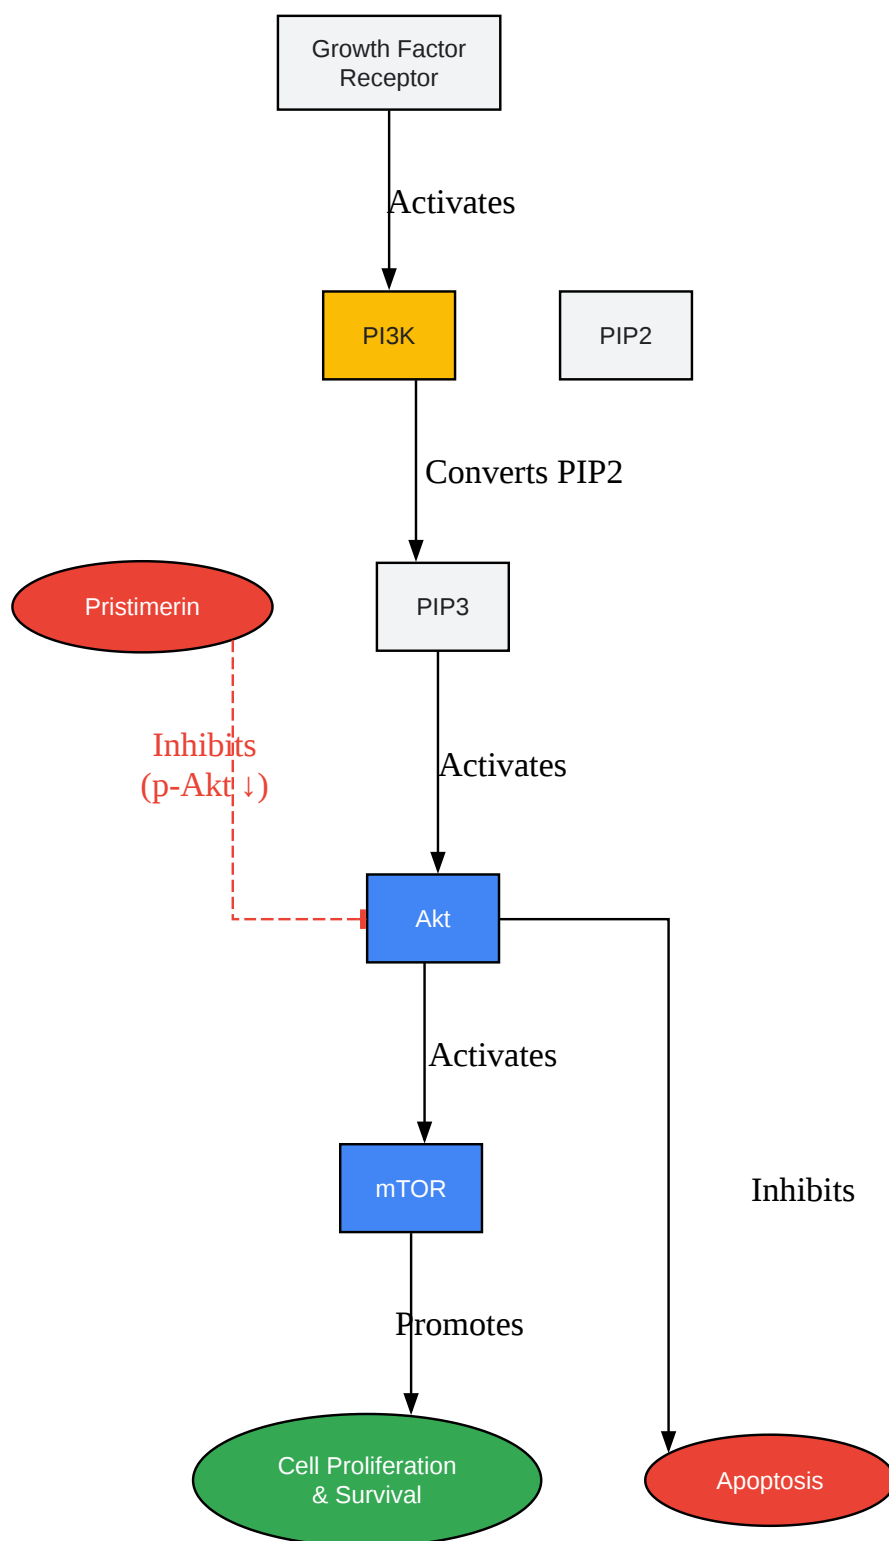 Growth Factor
Receptor
Activates
PI3K
PIP2
Converts PIP2
Pristimerin
PIP3
Inhibits
(p-Akt ↓)
Activates
Akt
Activates
mTOR
Inhibits
Promotes
Cell Proliferation
& Survival
Apoptosis